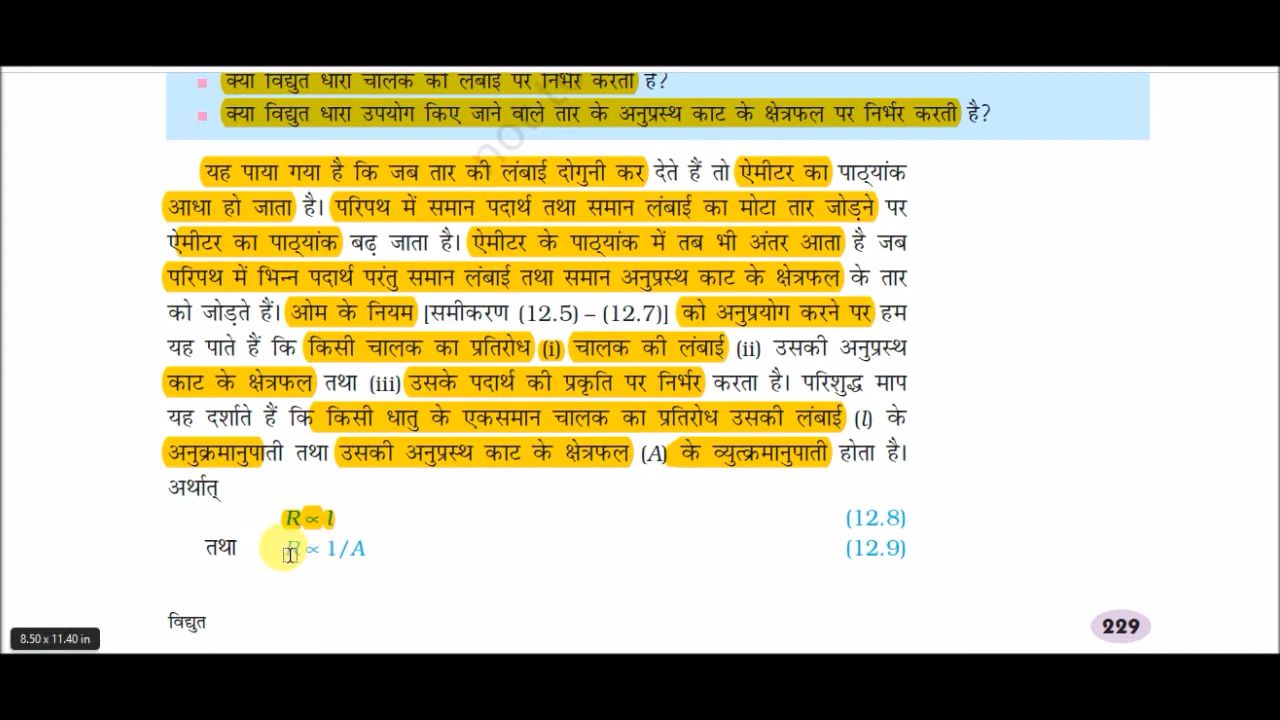 क्या विद्युत धारा चालक की लंबाई पर निर्भर करती है?
क्या विद्युत धारा उपयोग किए जाने वाले तार के अनुप्रस्थ काट के क्षेत्रफल पर निर्भर करती है?
यह पाया गया है कि जब तार की लंबाई दोगुनी कर देते हैं तो ऐमीटर का पाठ्यांक
आधा हो जाता है। परिपथ में समान पदार्थ तथा समान लंबाई का मोटा तार जोड़ने पर
ऐमीटर का पाठ्यांक बढ़ जाता है। ऐमीटर के पाठ्यांक में तब भी अंतर आता है जब
परिपथ में भिन्न पदार्थ परंतु समान लंबाई तथा समान अनुप्रस्थ काट के क्षेत्रफल के तार
को जोड़ते हैं। ओम के नियम [समीकरण (12.5) – (12.7)] को अनुप्रयोग करने पर हम
यह पाते हैं कि किसी चालक का प्रतिरोध (i) चालक की लंबाई (ii) उसकी अनुप्रस्थ
काट के क्षेत्रफल तथा (iii) उसके पदार्थ की प्रकृति पर निर्भर करता है। परिशुद्ध माप
यह दर्शाते हैं कि किसी धातु के एकसमान चालक का प्रतिरोध उसकी लंबाई (l) के
अनुक्रमानुपाती तथा उसकी अनुप्रस्थ काट के क्षेत्रफल (A) के व्युत्क्रमानुपाती होता है।
अर्थात्
R ∝ l (12.8)
तथा R ∝ 1/A (12.9)
विद्युत 229
8.50 x 11.40 in